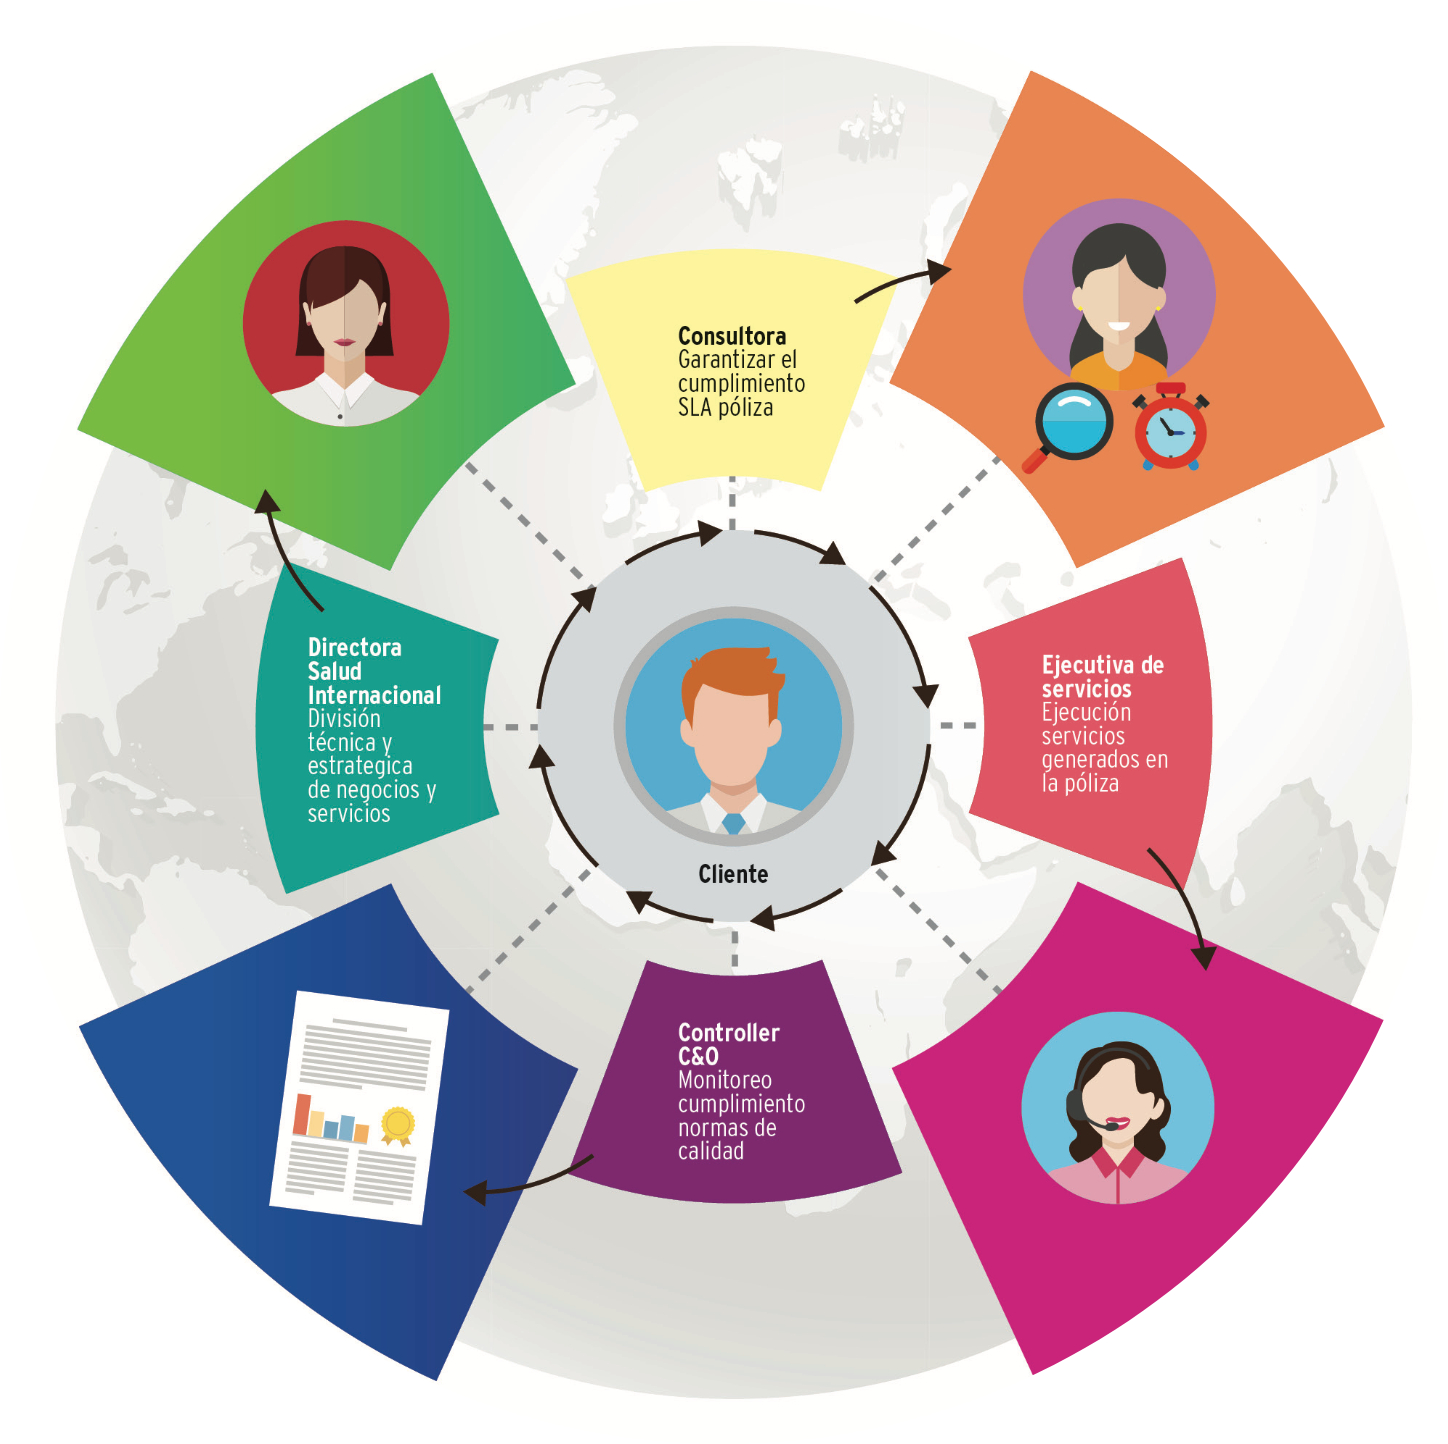 Consultora
Garantizar el
cumplimiento
SLA póliza
Directora
Salud
Internacional
División
técnica y
estrategica
de negocios y
servicios
Ejecutiva de
servicios
Ejecución
servicios
generados en
la póliza
Cliente
Controller
C&O
Monitoreo
cumplimiento
normas de
calidad